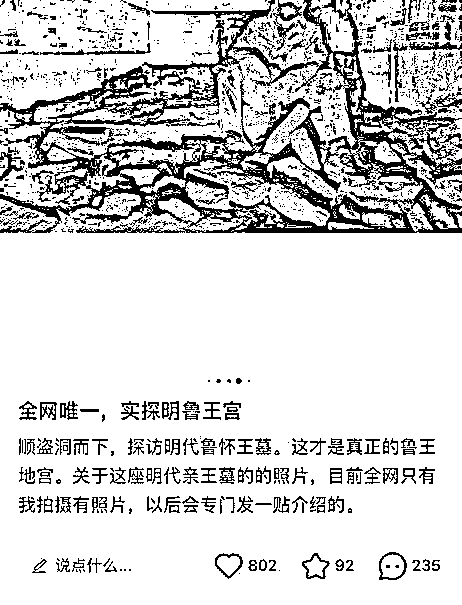 全网唯一，实探明鲁王宫
顺盗洞而下，探访明代鲁怀王墓。这才是真正的鲁王
地宫。关于这座明代亲王墓的的照片，目前全网只有
我拍摄有照片，以后会专门发一贴介绍的。
说点什么... 802 92 235